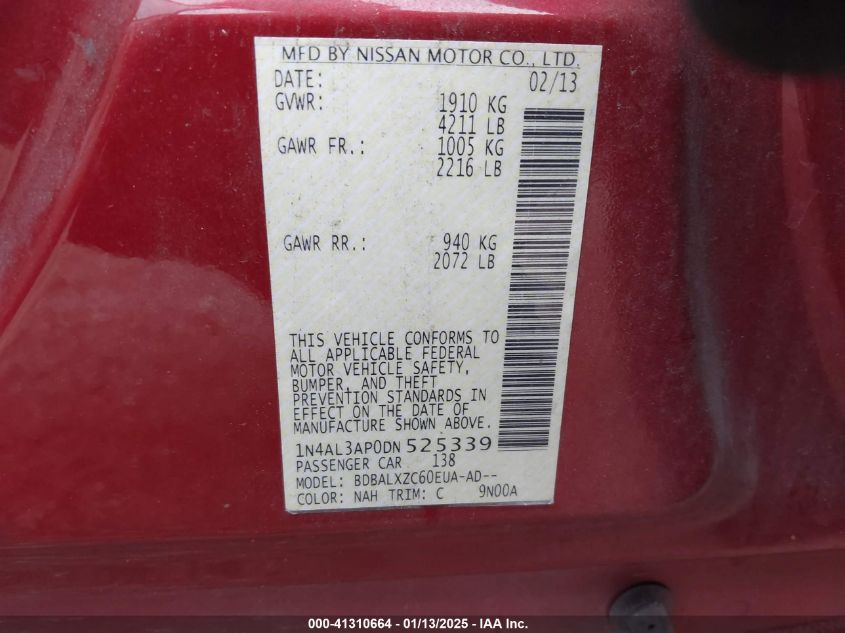 MFD BY NISSAN MOTOR CO., LTD.
DATE: 02/13
GVWR: 1910 KG
4211 LB
GAWR FR.: 1005 KG
2216 LB
GAWR RR.: 940 KG
2072 LB
THIS VEHICLE CONFORMS TO
ALL APPLICABLE FEDERAL
MOTOR VEHICLE SAFETY,
BUMPER, AND THEFT
PREVENTION STANDARDS IN
EFFECT ON THE DATE OF
MANUFACTURE SHOWN ABOVE.
1N4AL3AP0DN525339
PASSENGER CAR 138
MODEL: BDBALXZC60EUA-AD--
COLOR: NAH TRIM: C 9N00A
000-41310664 — 01/13/2025 - IAA Inc.